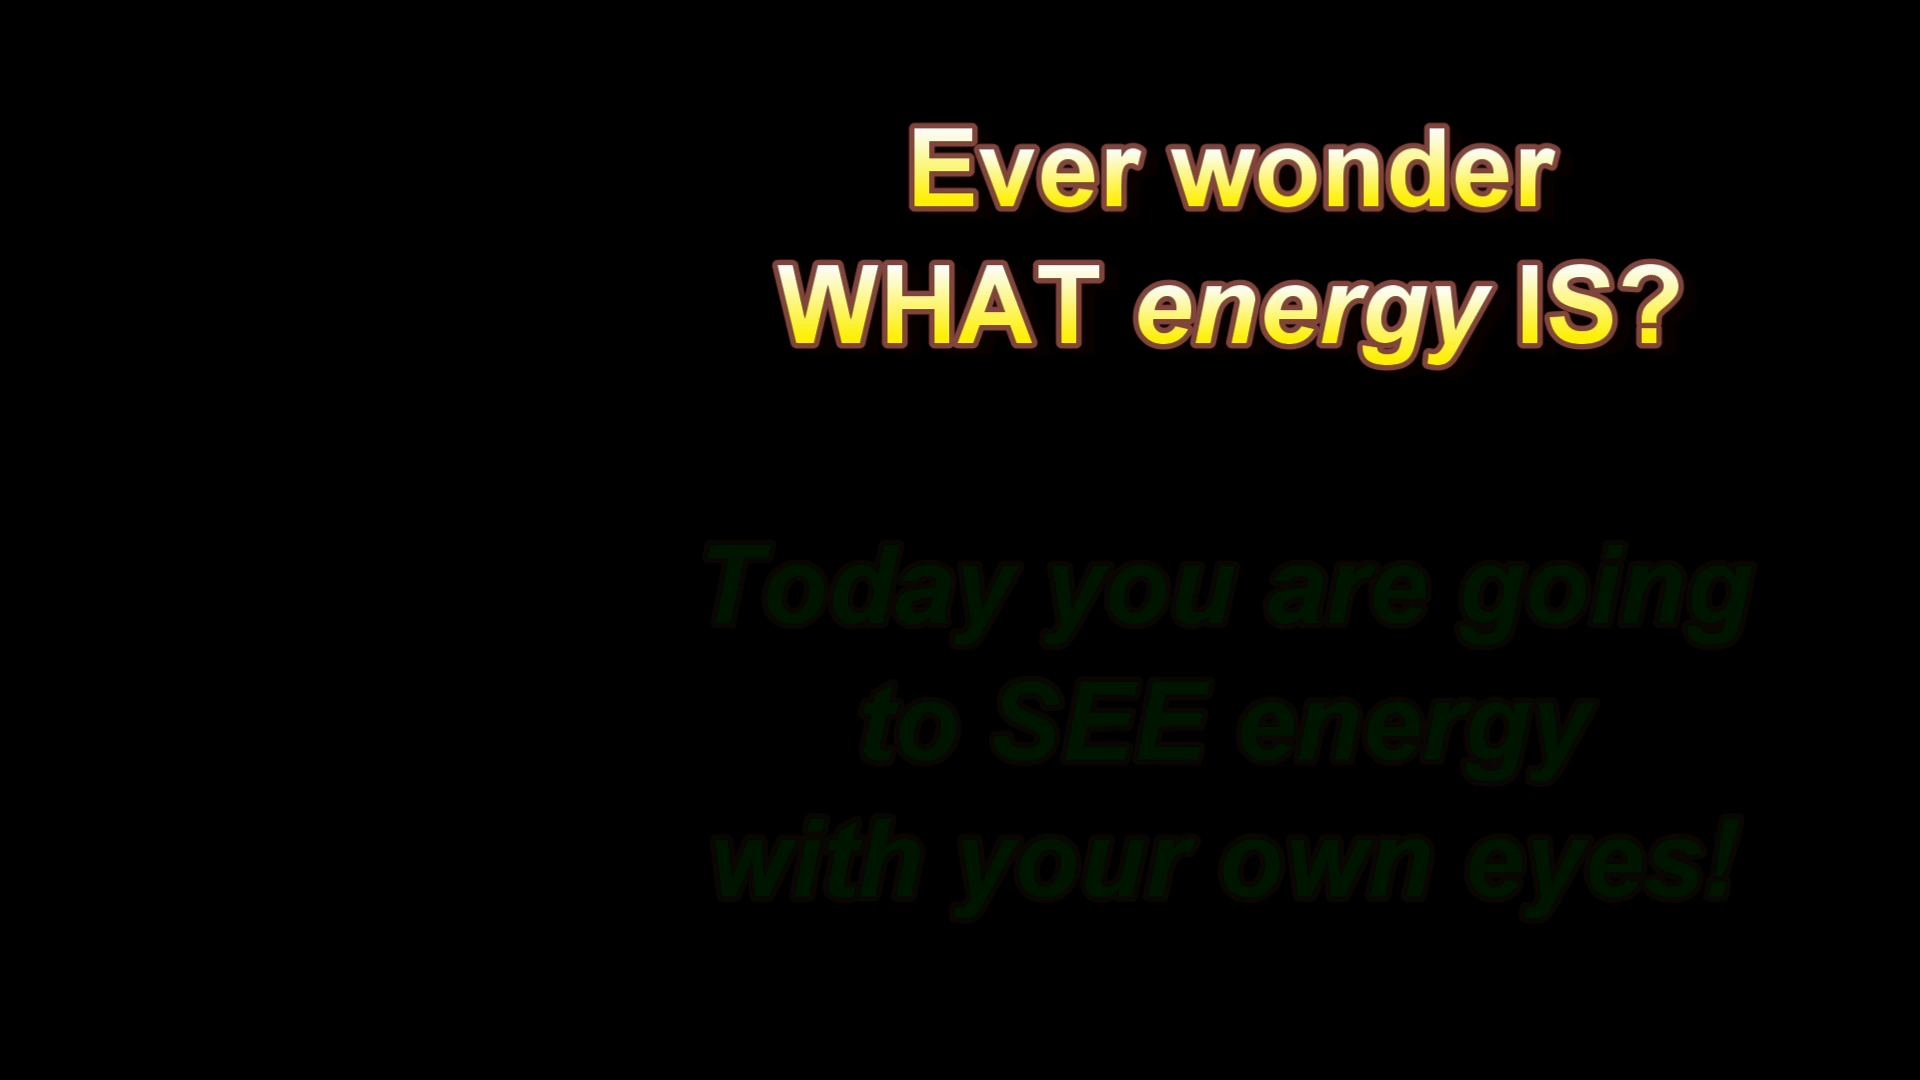 Ever wonder
WHAT energy IS?
Today you are going
to SEE energy
with your own eyes!